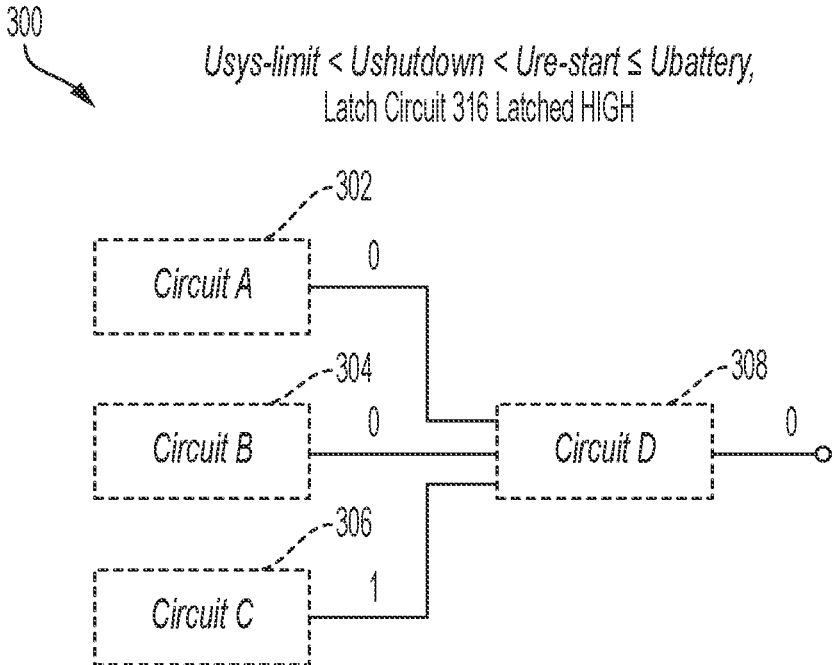 300
Usys-limit < Ushutdown < Ure-start ≤ Ubattery,
Latch Circuit 316 Latched HIGH
302
Circuit A
0
304
Circuit B
0
308
Circuit D
0
306
Circuit C
1